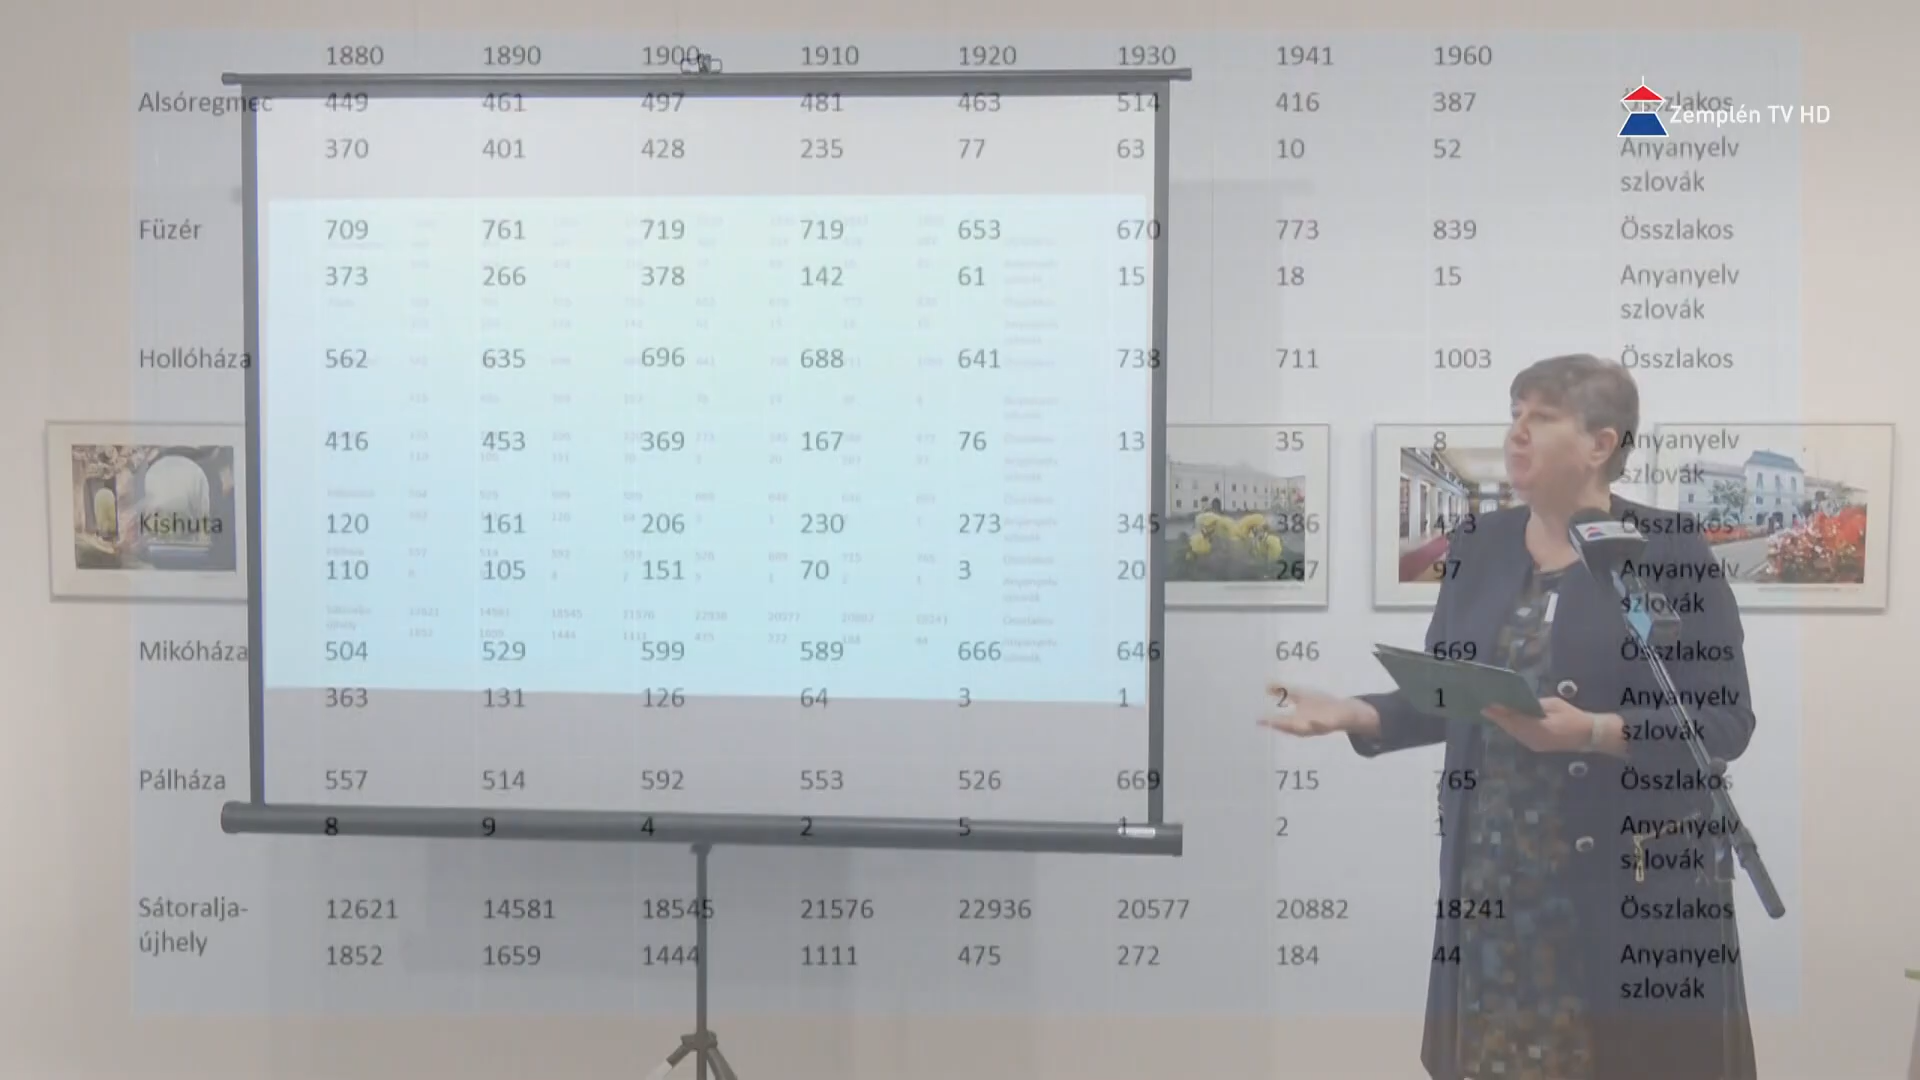 1880 1890 1900 1910 1920 1930 1941 1960
Alsóregmec 449 461 497 481 463 514 416 387 Összlakos
Zemplén TV HD
370 401 428 235 77 63 10 52 Anyanyelv
szlovák
Füzér 709 761 719 719 653 670 773 839 Összlakos
373 266 378 142 61 15 18 15 Anyanyelv
szlovák
Hollóháza 562 635 696 688 641 738 711 1003 Összlakos
416 453 369 167 76 13 35 8 Anyanyelv
szlovák
Kishuta 120 161 206 230 273 345 386 473 Összlakos
110 105 151 70 3 20 267 97 Anyanyelv
szlovák
Mikóháza 504 529 599 589 666 646 646 669 Összlakos
363 131 126 64 3 1 2 1 Anyanyelv
szlovák
Pálháza 557 514 592 553 526 669 715 765 Összlakos
8 9 4 2 5 1 2 1 Anyanyelv
szlovák
Sátoralja- 12621 14581 18545 21576 22936 20577 20882 18241 Összlakos
újhely
1852 1659 1444 1111 475 272 184 44 Anyanyelv
szlovák